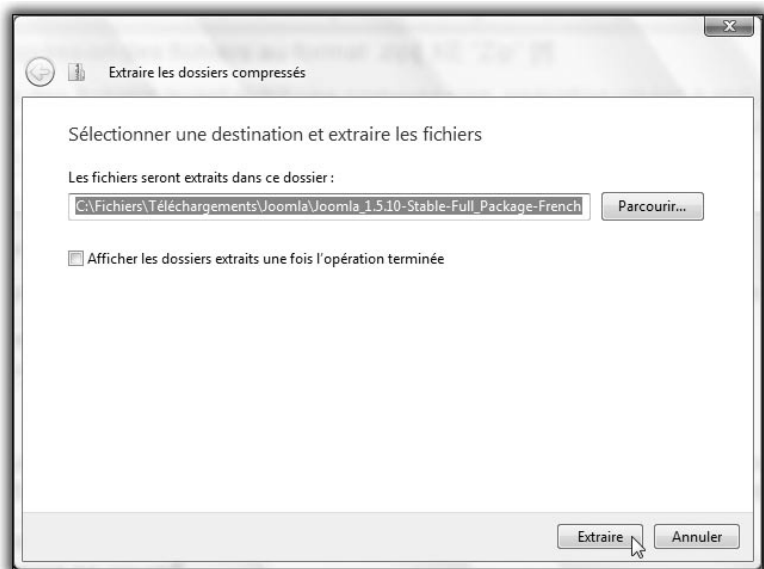 Extraire les dossiers compressés
Sélectionner une destination et extraire les fichiers
Les fichiers seront extraits dans ce dossier :
C:\Fichiers\Téléchargements\Joomla\Joomla_1.5.10-Stable-Full_Package-French
Parcourir...
Afficher les dossiers extraits une fois l'opération terminée
Extraire
Annuler